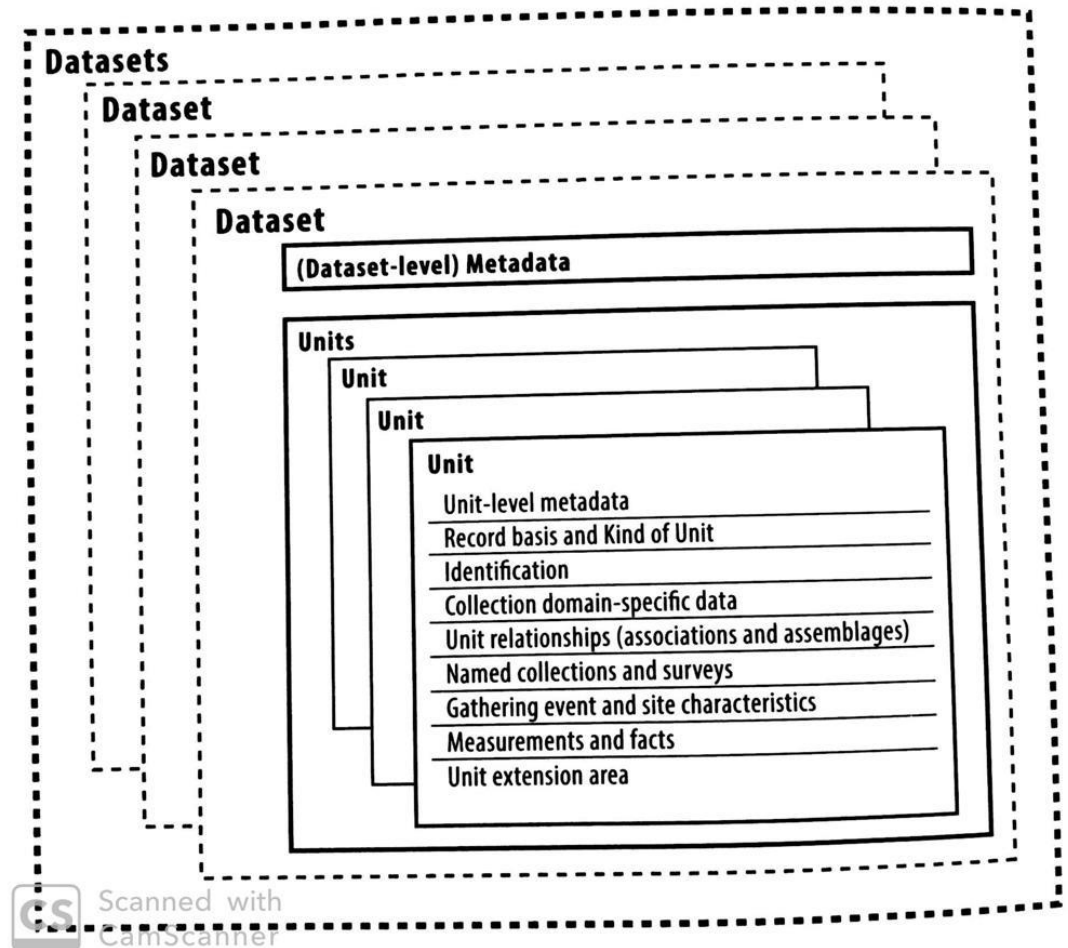 Datasets
Dataset
Dataset
Dataset
(Dataset-level) Metadata
Units
Unit
Unit
Unit
Unit-level metadata
Record basis and Kind of Unit
Identification
Collection domain-specific data
Unit relationships (associations and assemblages)
Named collections and surveys
Gathering event and site characteristics
Measurements and facts
Unit extension area
CS
Scanned with
CamScanner